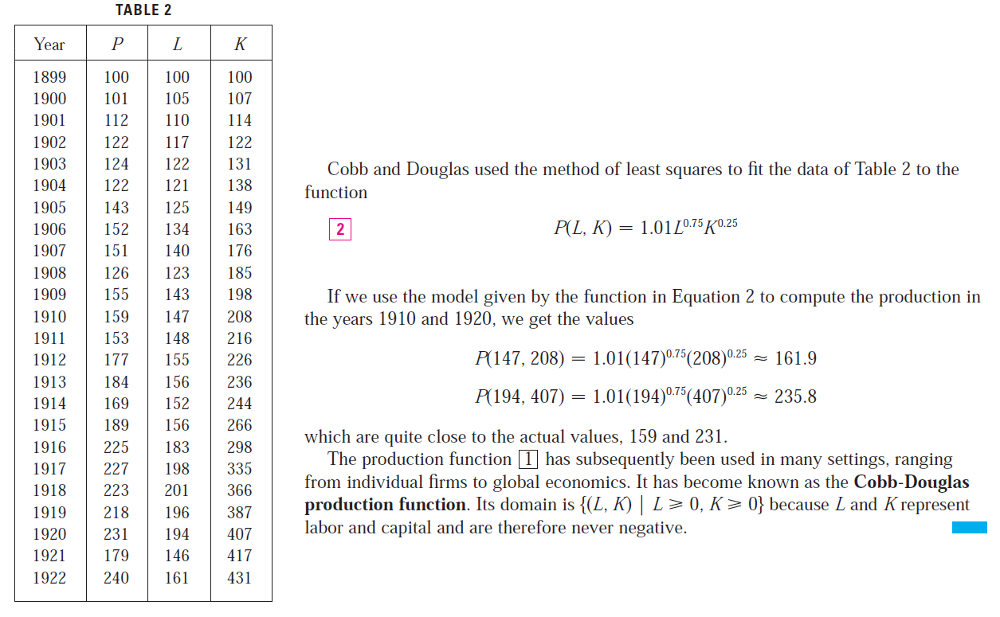 TABLE 2
Year P L K
1899 100 100 100
1900 101 105 107
1901 112 110 114
1902 122 117 122
1903 124 122 131
1904 122 121 138
1905 143 125 149
1906 152 134 163
1907 151 140 176
1908 126 123 185
1909 155 143 198
1910 159 147 208
1911 153 148 216
1912 177 155 226
1913 184 156 236
1914 169 152 244
1915 189 156 266
1916 225 183 298
1917 227 198 335
1918 223 201 366
1919 218 196 387
1920 231 194 407
1921 179 146 417
1922 240 161 431
Cobb and Douglas used the method of least squares to fit the data of Table 2 to the
function
2 P(L, K) = 1.01L^0.75K^0.25
If we use the model given by the function in Equation 2 to compute the production in
the years 1910 and 1920, we get the values
P(147, 208) = 1.01(147)^0.75(208)^0.25 ≈ 161.9
P(194, 407) = 1.01(194)^0.75(407)^0.25 ≈ 235.8
which are quite close to the actual values, 159 and 231.
The production function 1 has subsequently been used in many settings, ranging
from individual firms to global economics. It has become known as the Cobb-Douglas
production function. Its domain is {(L, K) | L ≥ 0, K ≥ 0} because L and K represent
labor and capital and are therefore never negative.